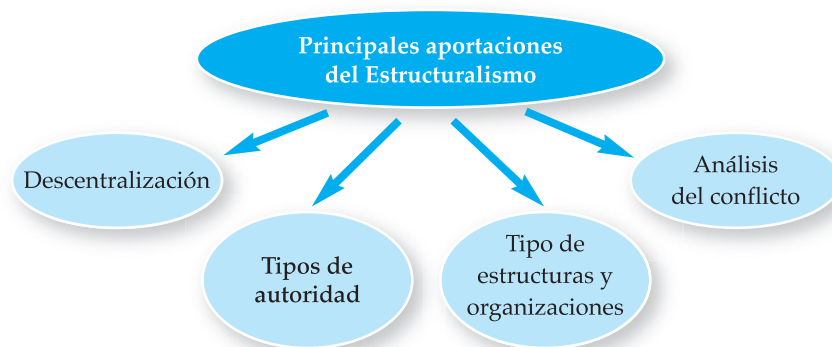 Principales aportaciones
del Estructuralismo
Descentralización
Tipos de
autoridad
Tipo de
estructuras y
organizaciones
Análisis
del conflicto